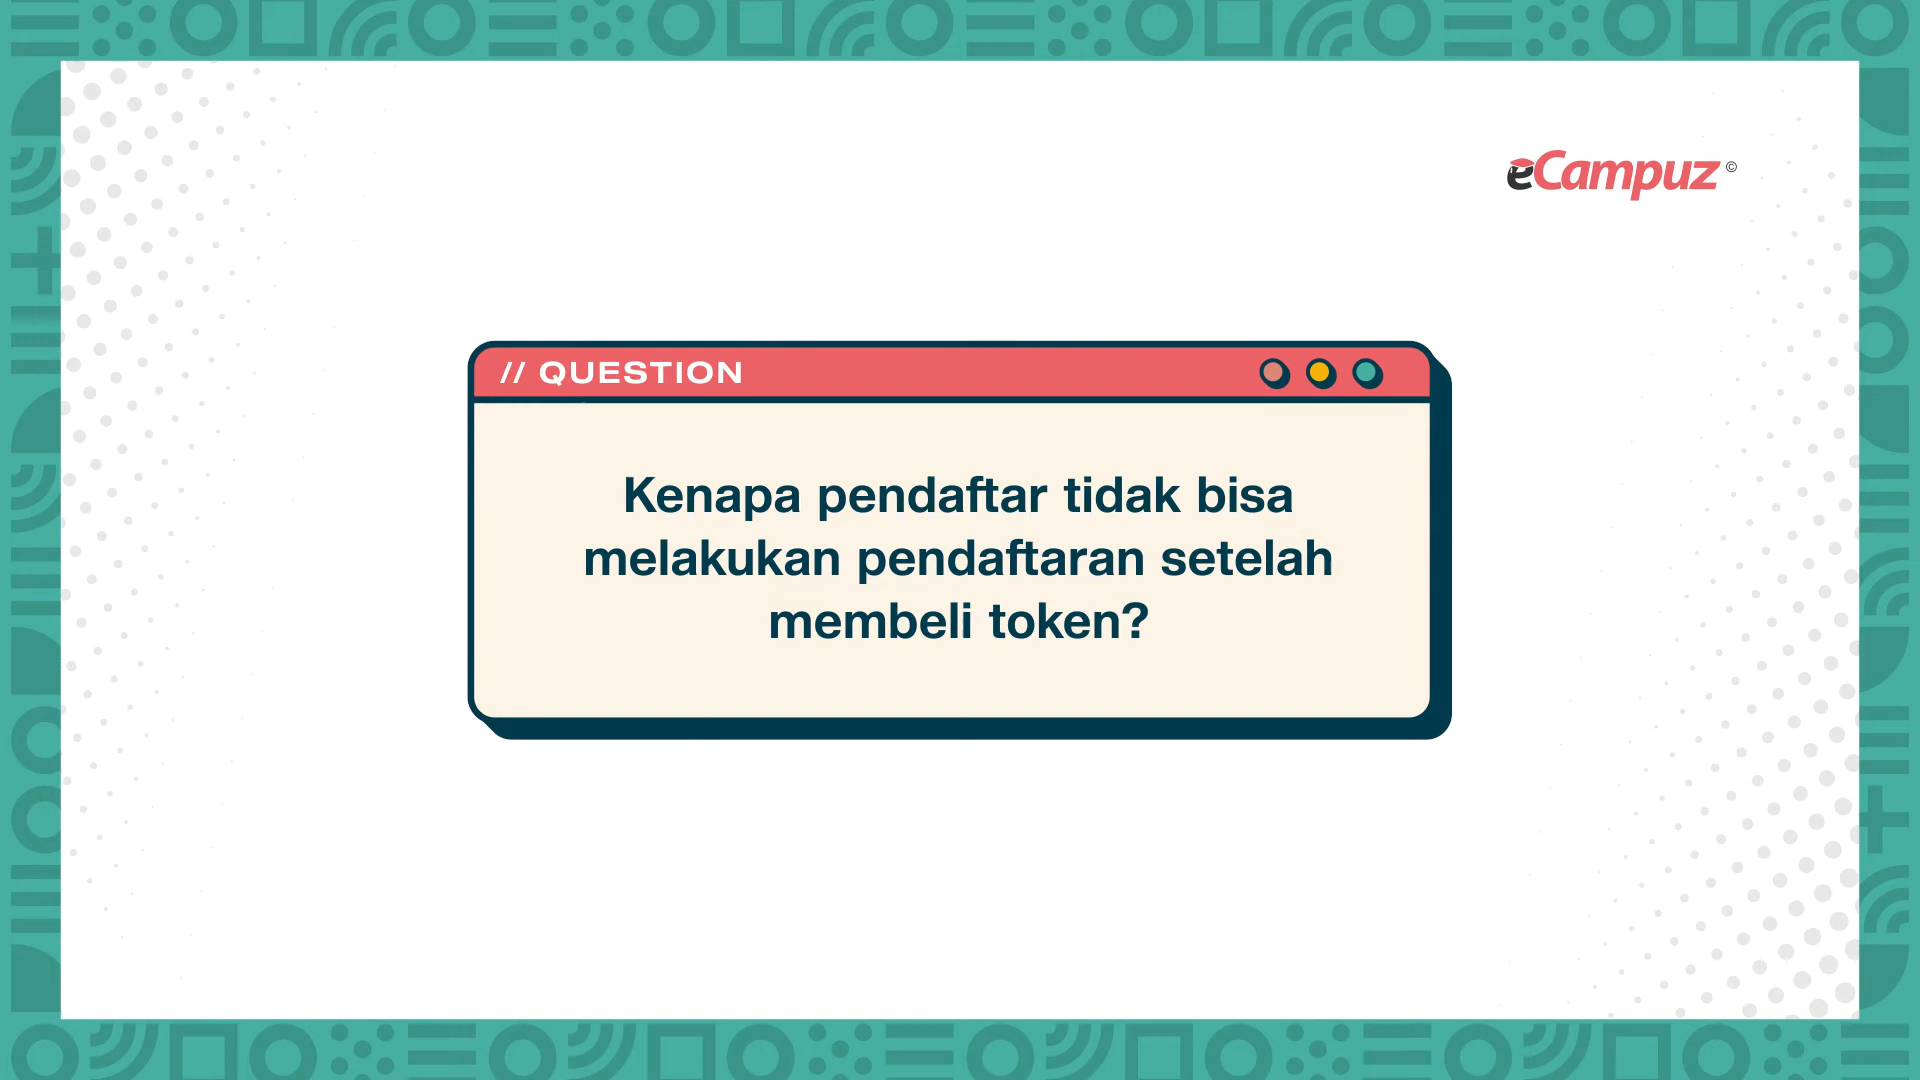 eCampuz ©
// QUESTION
Kenapa pendaftar tidak bisa
melakukan pendaftaran setelah
membeli token?